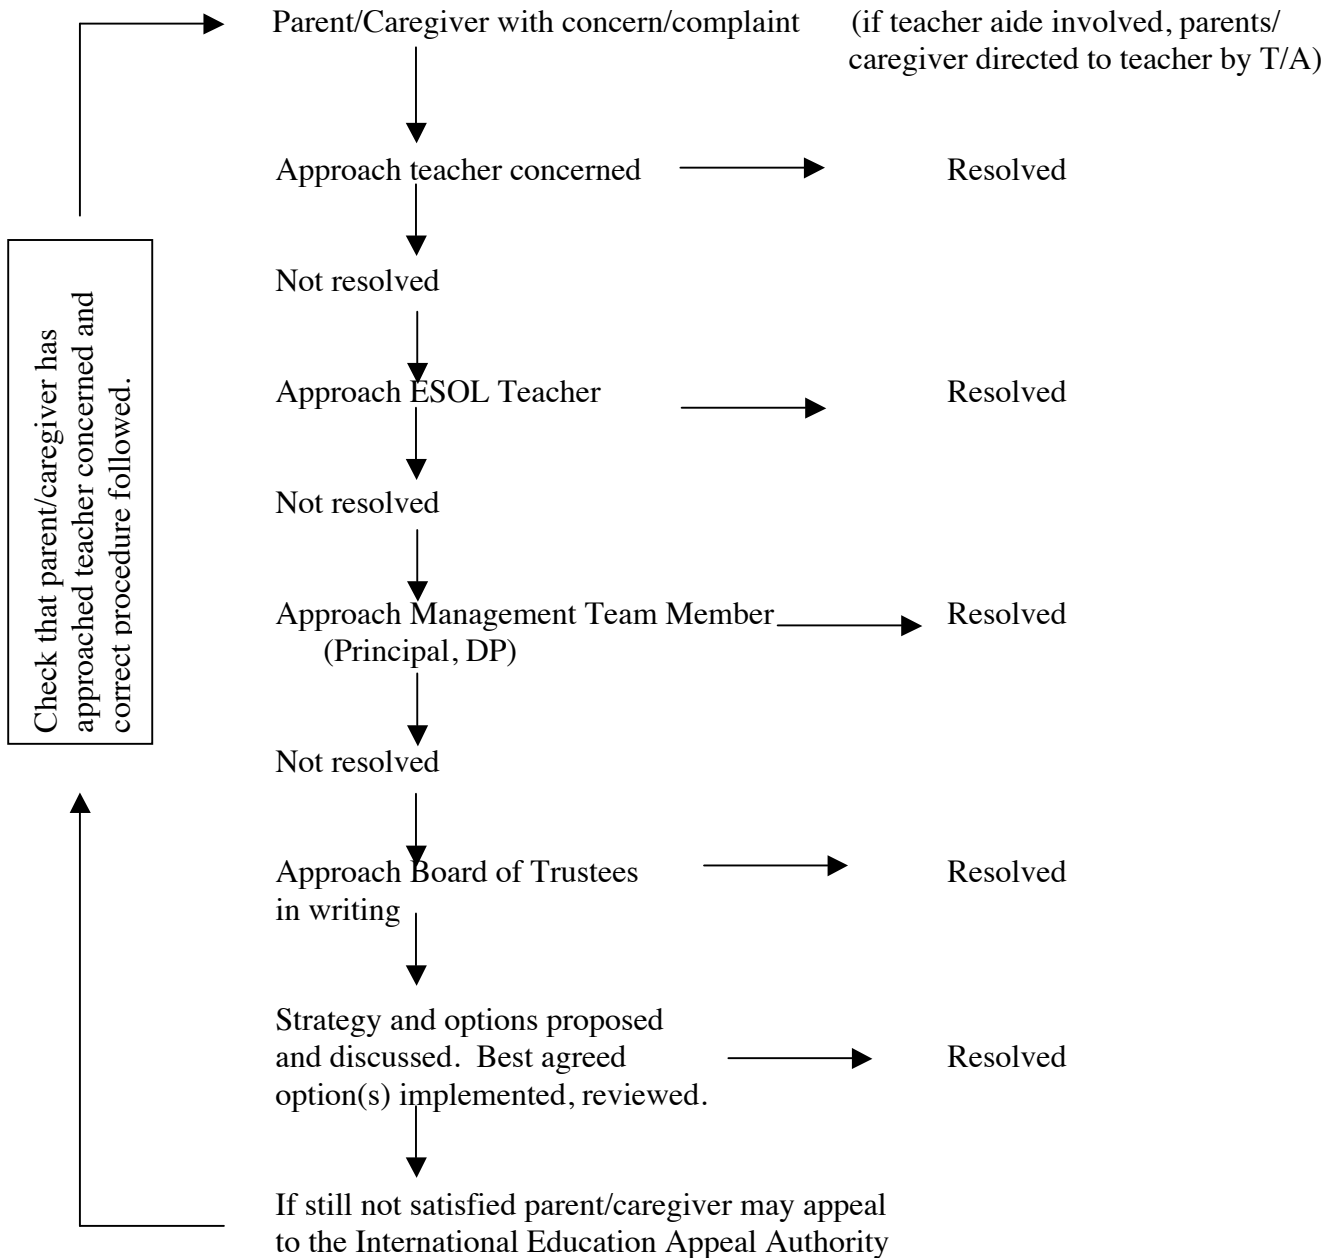 Parent/Caregiver with concern/complaint (if teacher aide involved, parents/
caregiver directed to teacher by T/A)
Approach teacher concerned Resolved
Not resolved
Check that parent/caregiver has
approached teacher concerned and
correct procedure followed.
Approach ESOL Teacher Resolved
Not resolved
Approach Management Team Member Resolved
(Principal, DP)
Not resolved
Approach Board of Trustees Resolved
in writing
Strategy and options proposed
and discussed. Best agreed Resolved
option(s) implemented, reviewed.
If still not satisfied parent/caregiver may appeal
to the International Education Appeal Authority